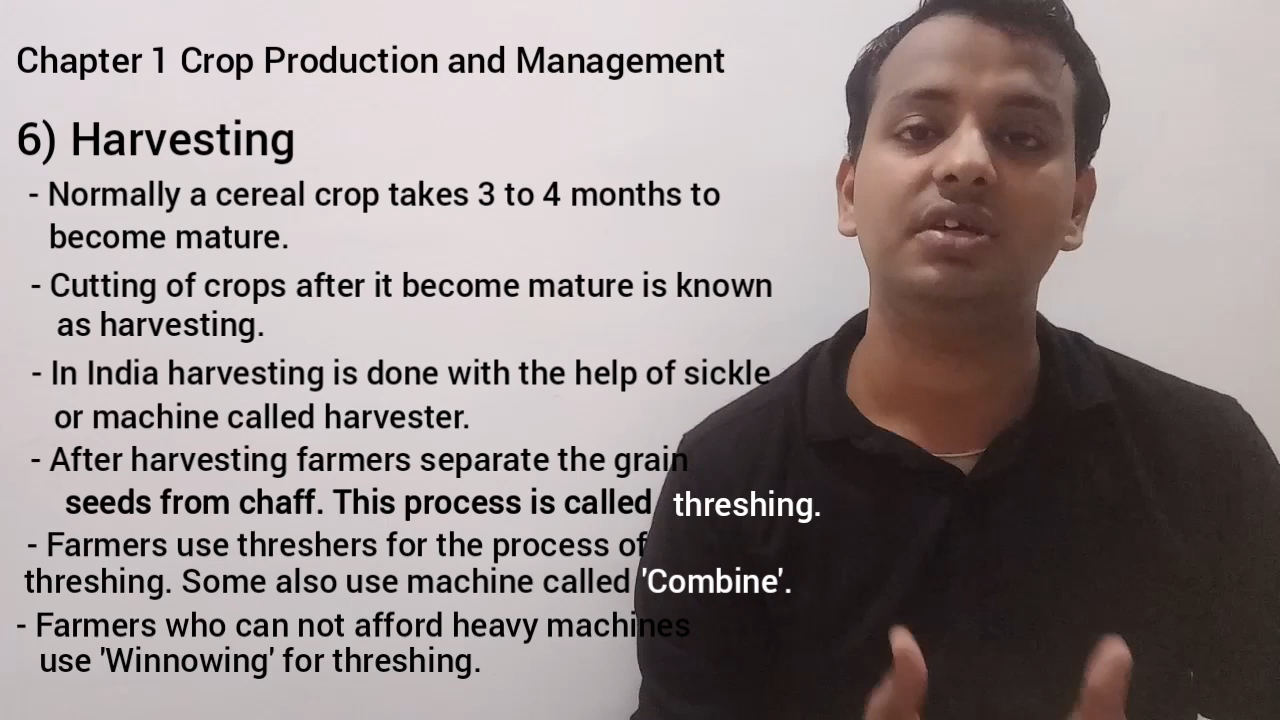 Chapter 1 Crop Production and Management
6) Harvesting
- Normally a cereal crop takes 3 to 4 months to
become mature.
- Cutting of crops after it become mature is known
as harvesting.
- In India harvesting is done with the help of sickle
or machine called harvester.
- After harvesting farmers separate the grain
seeds from chaff. This process is called threshing.
- Farmers use threshers for the process of
threshing. Some also use machine called 'Combine'.
- Farmers who can not afford heavy machines
use 'Winnowing' for threshing.